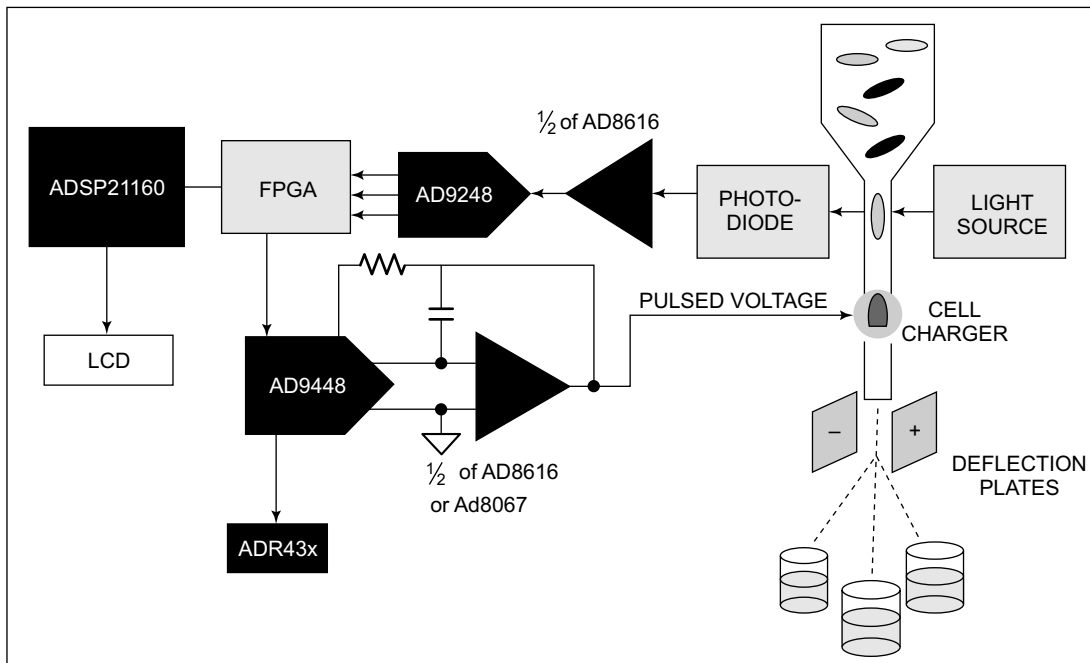 ½ of AD8616
ADSP21160
FPGA
AD9248
PHOTO-
DIODE
LIGHT
SOURCE
PULSED VOLTAGE
CELL
CHARGER
LCD
AD9448
–
+
½ of AD8616
or Ad8067
DEFLECTION
PLATES
ADR43x